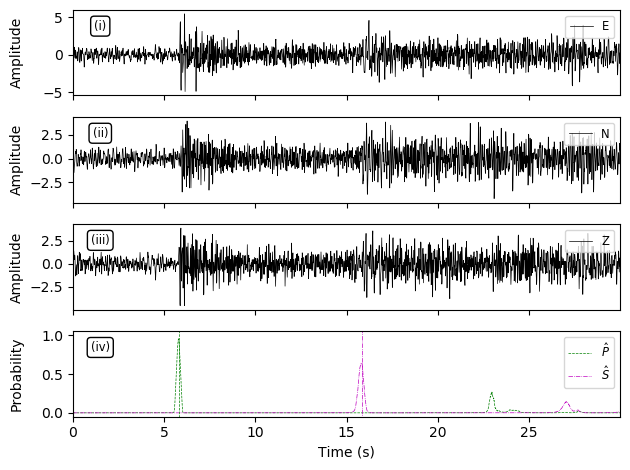 (i)
E
Amplitude
5
0
−5
(ii)
N
Amplitude
2.5
0.0
−2.5
(iii)
Z
Amplitude
2.5
0.0
−2.5
(iv)
P̂
Ŝ
Probability
1.0
0.5
0.0
0 5 10 15 20 25
Time (s)